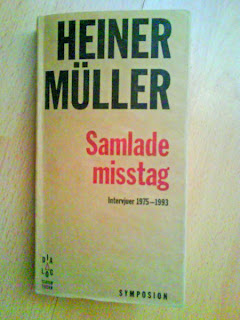 HEINER
MÜLLER
Samlade
misstag
Intervjuer 1975–1993
D A
L O G
SYMPOSION